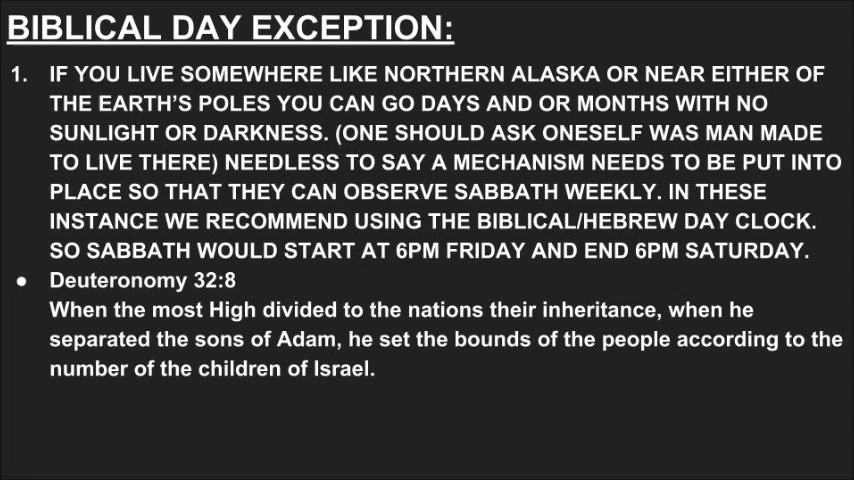 BIBLICAL DAY EXCEPTION:
1. IF YOU LIVE SOMEWHERE LIKE NORTHERN ALASKA OR NEAR EITHER OF
THE EARTH'S POLES YOU CAN GO DAYS AND OR MONTHS WITH NO
SUNLIGHT OR DARKNESS. (ONE SHOULD ASK ONESELF WAS MAN MADE
TO LIVE THERE) NEEDLESS TO SAY A MECHANISM NEEDS TO BE PUT INTO
PLACE SO THAT THEY CAN OBSERVE SABBATH WEEKLY. IN THESE
INSTANCE WE RECOMMEND USING THE BIBLICAL/HEBREW DAY CLOCK.
SO SABBATH WOULD START AT 6PM FRIDAY AND END 6PM SATURDAY.
● Deuteronomy 32:8
When the most High divided to the nations their inheritance, when he
separated the sons of Adam, he set the bounds of the people according to the
number of the children of Israel.